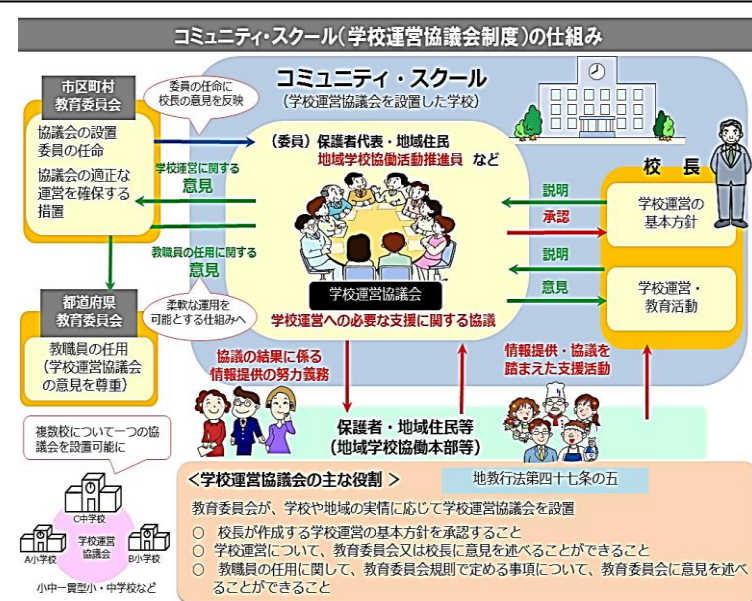 コミュニティ・スクール(学校運営協議会制度)の仕組み
市区町村
教育委員会
協議会の設置
委員の任命
協議会の適正な
運営を確保する
措置
委員の任命に
校長の意見を反映
コミュニティ・スクール
(学校運営協議会を設置した学校)
(委員)保護者代表・地域住民
地域学校協働活動推進員 など
学校運営に関する
意見
教職員の任用に関する
意見
柔軟な運用を
可能とする仕組みへ
都道府県
教育委員会
教職員の任用
(学校運営協議会
の意見を尊重)
学校運営協議会
学校運営への必要な支援に関する協議
校 長
説明
承認
学校運営の
基本方針
説明
意見
学校運営・
教育活動
協議の結果に係る
情報提供の努力義務
情報提供・協議を
踏まえた支援活動
保護者・地域住民等
(地域学校協働本部等)
複数校について一つの協
議会を設置可能に
C中学校
学校運営
協議会
A小学校
B小学校
小中一貫型小・中学校など
<学校運営協議会の主な役割 >
地教行法第四十七条の五
教育委員会が、学校や地域の実情に応じて学校運営協議会を設置
○ 校長が作成する学校運営の基本方針を承認すること
○ 学校運営について、教育委員会又は校長に意見を述べることができること
○ 教職員の任用に関して、教育委員会規則で定める事項について、教育委員会に意見を述べ
ることができること